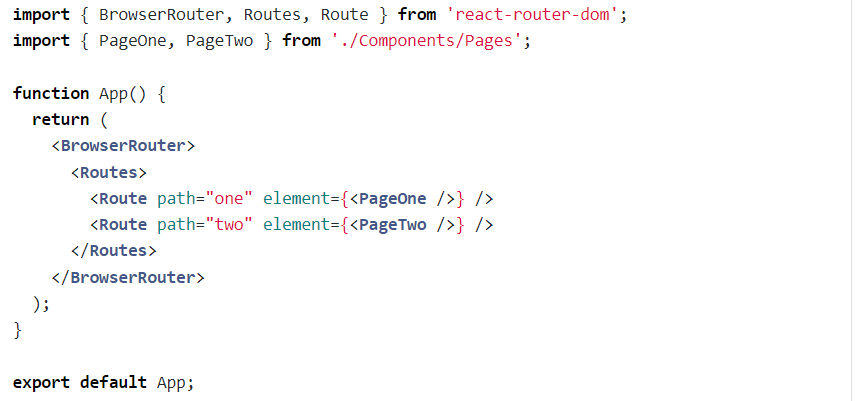 import { BrowserRouter, Routes, Route } from 'react-router-dom';
import { PageOne, PageTwo } from './Components/Pages';

function App() {
  return (
    <BrowserRouter>
      <Routes>
        <Route path="one" element={<PageOne />} />
        <Route path="two" element={<PageTwo />} />
      </Routes>
    </BrowserRouter>
  );
}

export default App;